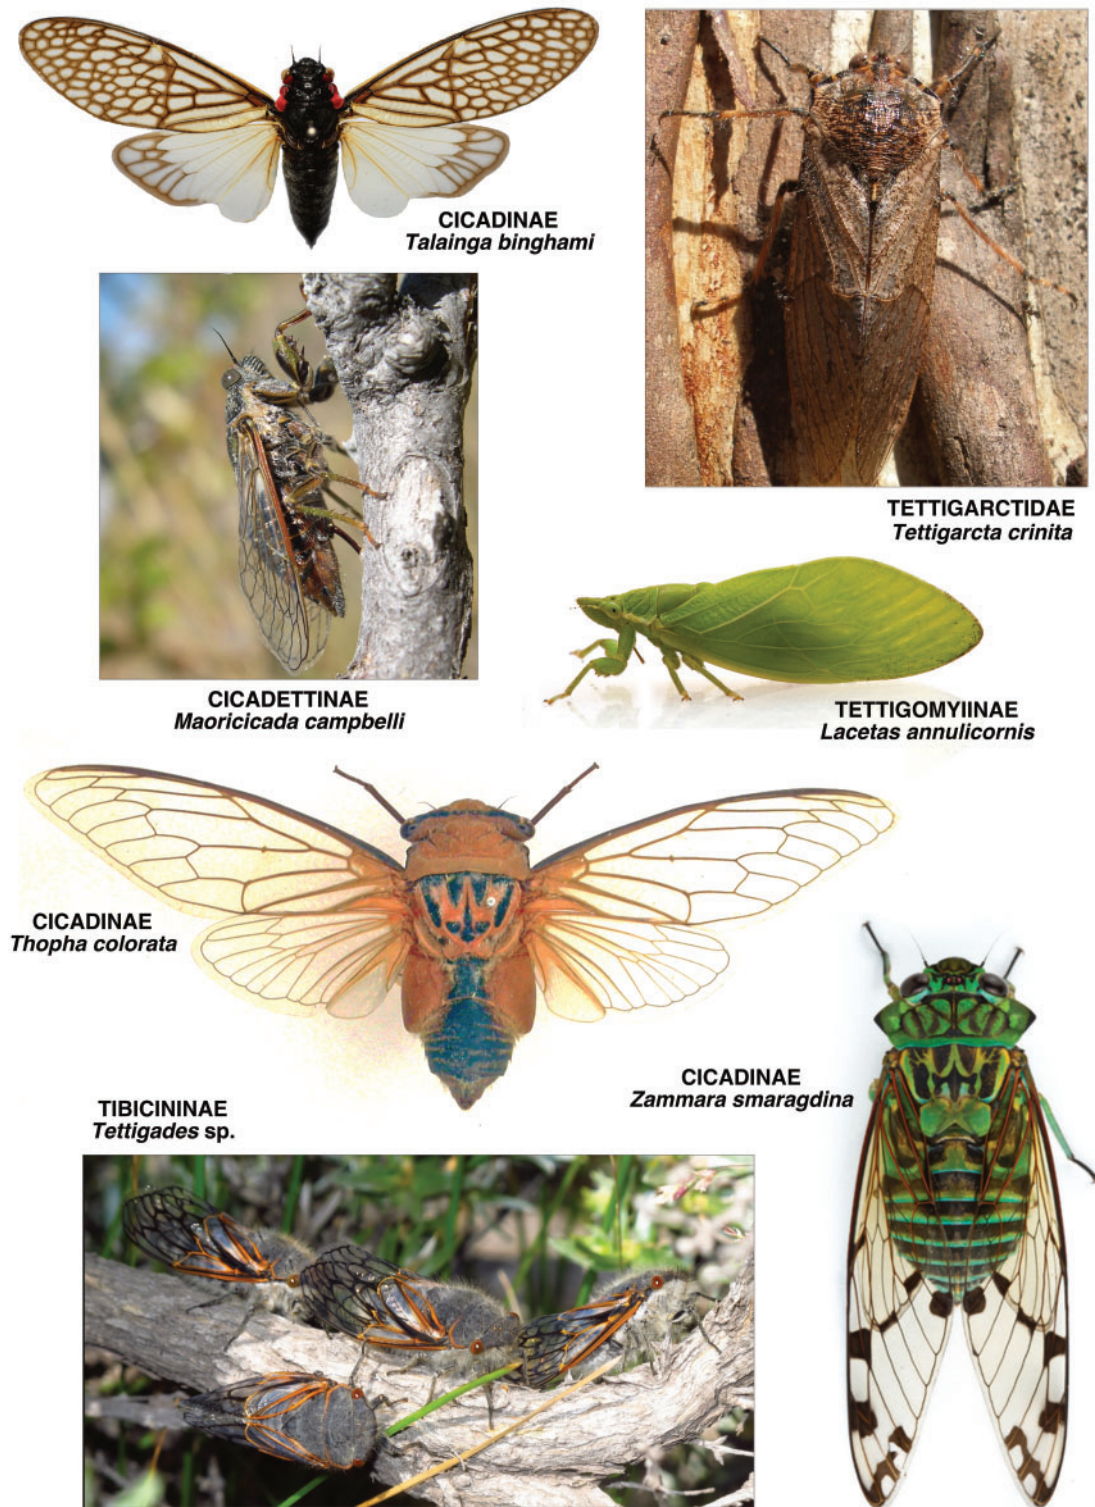 CICADINAE
Talainga binghami
TETTIGARCTIDAE
Tettigarcta crinita
CICADETTINAE
Maoricicada campbelli
TETTIGOMYIINAE
Lacetas annulicornis
CICADINAE
Thopha colorata
CICADINAE
Zammara smaragdina
TIBICININAE
Tettigades sp.